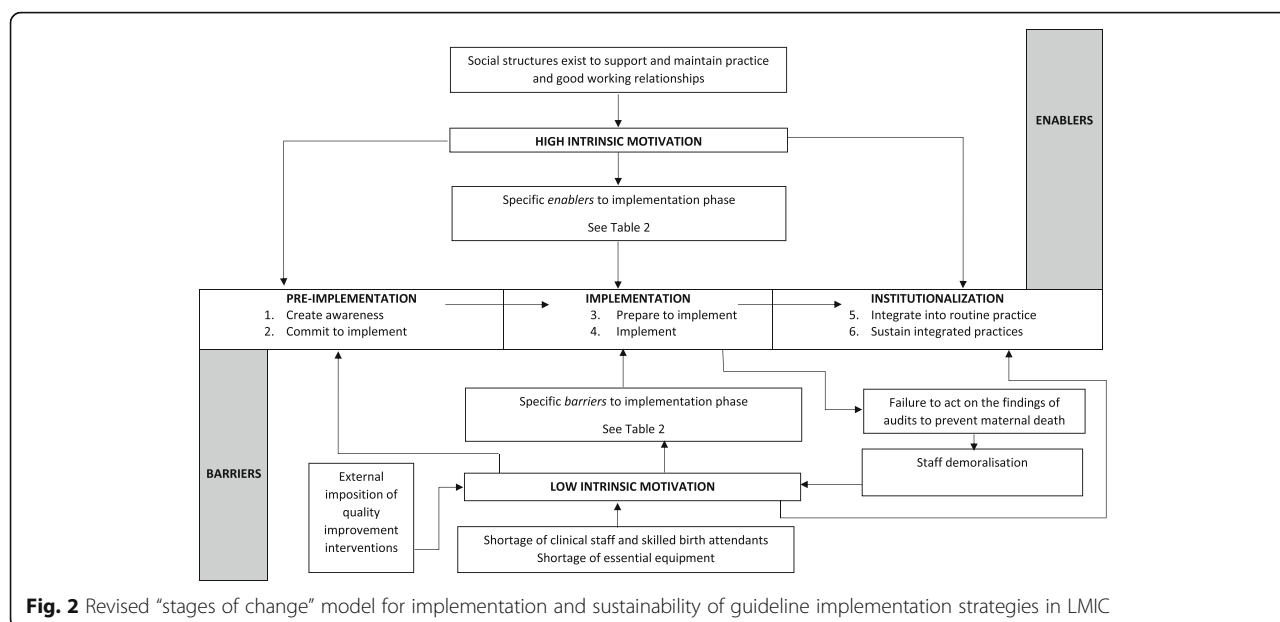 Social structures exist to support and maintain practice
and good working relationships
ENABLERS
HIGH INTRINSIC MOTIVATION
Specific enablers to implementation phase
See Table 2
PRE-IMPLEMENTATION
1. Create awareness
2. Commit to implement
IMPLEMENTATION
3. Prepare to implement
4. Implement
INSTITUTIONALIZATION
5. Integrate into routine practice
6. Sustain integrated practices
Specific barriers to implementation phase
See Table 2
Failure to act on the findings of
audits to prevent maternal death
Staff demoralisation
BARRIERS
External
imposition of
quality
improvement
interventions
LOW INTRINSIC MOTIVATION
Shortage of clinical staff and skilled birth attendants
Shortage of essential equipment
Fig. 2 Revised “stages of change” model for implementation and sustainability of guideline implementation strategies in LMIC